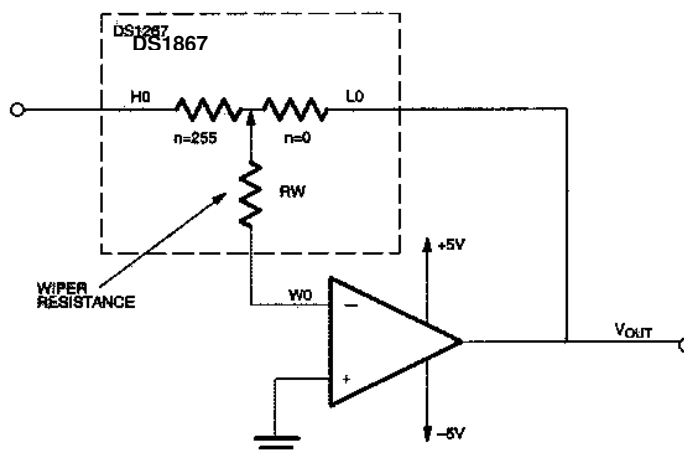 DS1267
DS1867
H0
L0
n=255
n=0
RW
WIPER
RESISTANCE
W0
+5V
−
+
VOUT
–5V